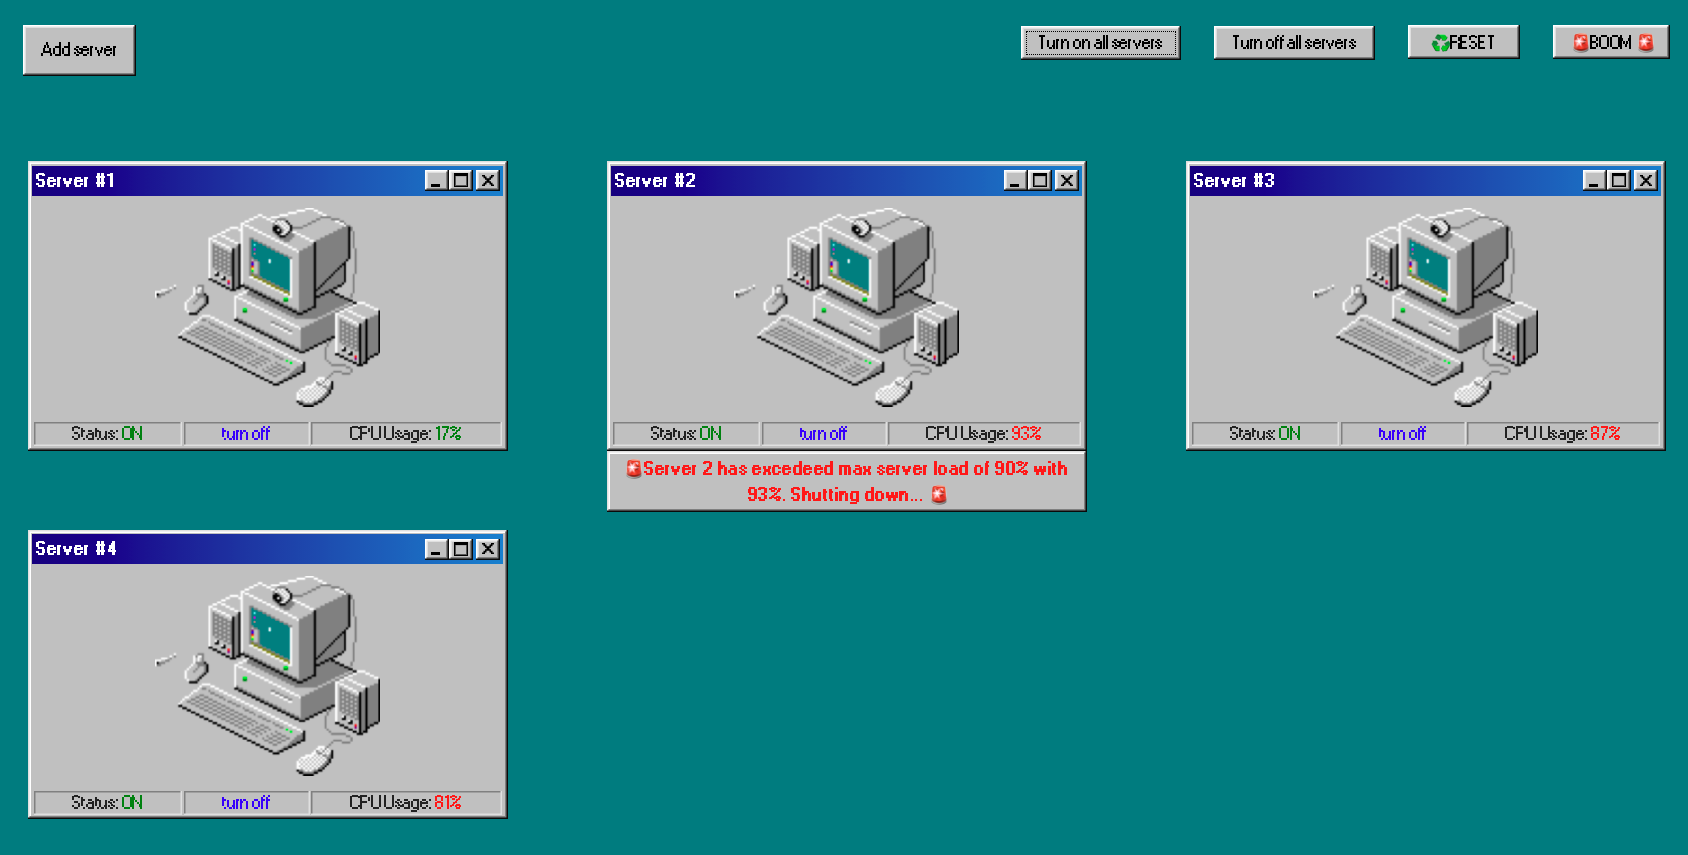 Add server
Turn on all servers
Turn off all servers
♻RESET
🚨BOOM 🚨
Server #1
Status: ON
turn off
CPU Usage: 17%
Server #2
Status: ON
turn off
CPU Usage: 93%
🚨Server 2 has excedeed max server load of 90% with
93%. Shutting down... 🚨
Server #3
Status: ON
turn off
CPU Usage: 87%
Server #4
Status: ON
turn off
CPU Usage: 81%